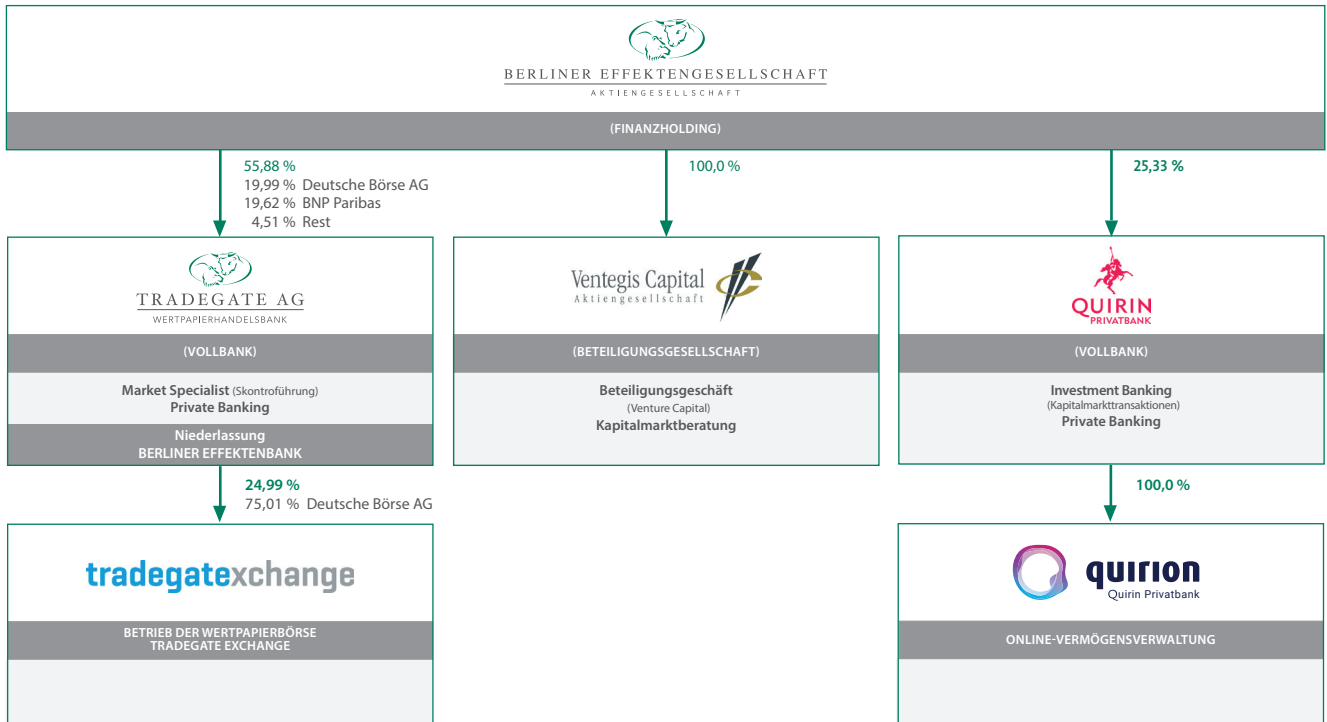 BERLINER EFFEKTENGESELLSCHAFT
AKTIENGESELLSCHAFT
(FINANZHOLDING)
55,88 %
19,99 % Deutsche Börse AG
19,62 % BNP Paribas
4,51 % Rest
100,0 %
25,33 %
TRADEGATE AG
WERTPAPIERHANDELSBANK
(VOLLBANK)
Market Specialist (Skontroführung)
Private Banking
Niederlassung
BERLINER EFFEKTENBANK
Ventegis Capital
Aktiengesellschaft
(BETEILIGUNGSGESELLSCHAFT)
Beteiligungsgeschäft
(Venture Capital)
Kapitalmarktberatung
QUIRIN
PRIVATBANK
(VOLLBANK)
Investment Banking
(Kapitalmarkttransaktionen)
Private Banking
24,99 %
75,01 % Deutsche Börse AG
100,0 %
tradegatexchange
BETRIEB DER WERTPAPIERBÖRSE
TRADEGATE EXCHANGE
quirion
Quirin Privatbank
ONLINE-VERMÖGENSVERWALTUNG